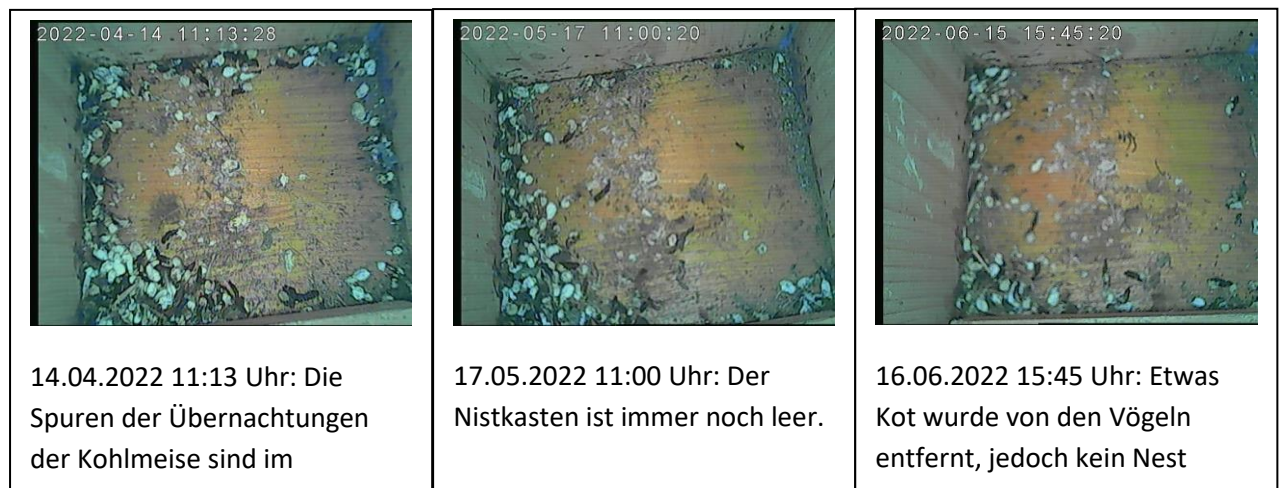 2022-04-14 11:13:28
14.04.2022 11:13 Uhr: Die
Spuren der Übernachtungen
der Kohlmeise sind im
2022-05-17 11:00:20
17.05.2022 11:00 Uhr: Der
Nistkasten ist immer noch leer.
2022-06-15 15:45:20
16.06.2022 15:45 Uhr: Etwas
Kot wurde von den Vögeln
entfernt, jedoch kein Nest